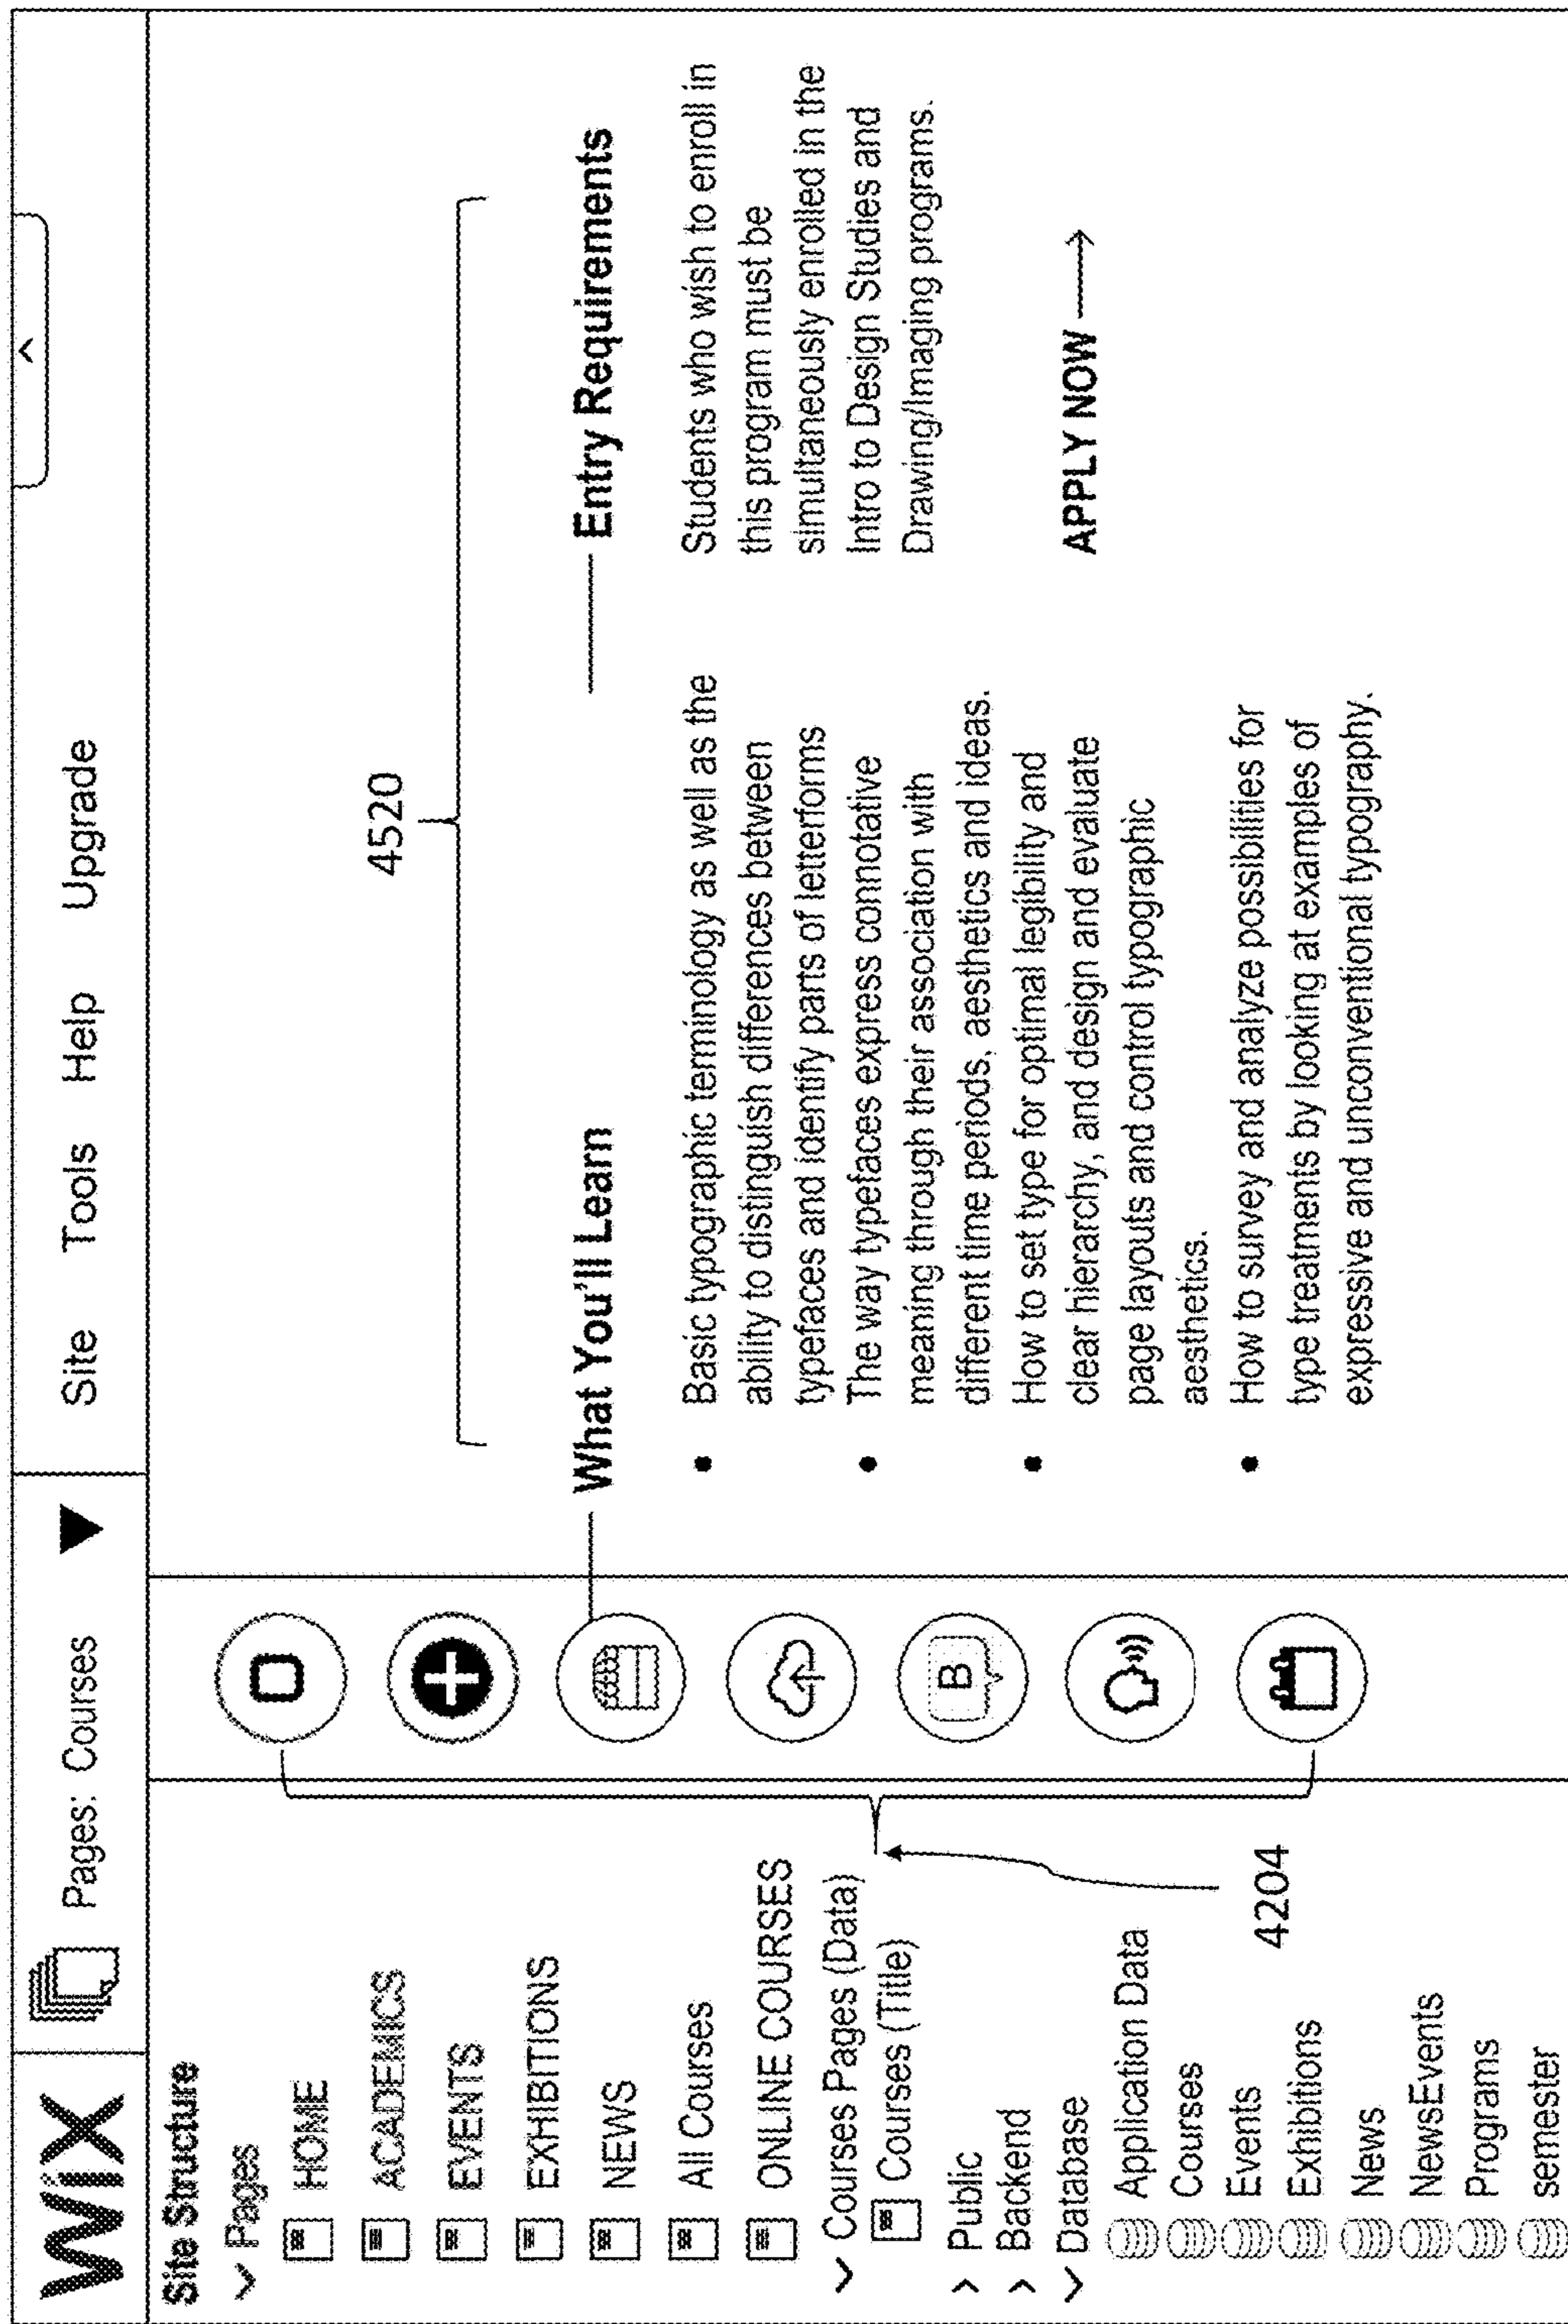 WiX
Pages: Courses
Site Tools Help Upgrade
Site Structure
Pages
HOME
ACADEMICS
EVENTS
EXHIBITIONS
NEWS
All Courses
ONLINE COURSES
Courses Pages (Data)
Courses (Title)
Public
Backend
Database
Application Data
Courses
Events
Exhibitions
News
NewsEvents
Programs
semester
4204
B
4520
What You'll Learn
• Basic typographic terminology as well as the
ability to distinguish differences between
typefaces and identify parts of letterforms
• The way typefaces express connotative
meaning through their association with
different time periods, aesthetics and ideas.
• How to set type for optimal legibility and
clear hierarchy, and design and evaluate
page layouts and control typographic
aesthetics.
• How to survey and analyze possibilities for
type treatments by looking at examples of
expressive and unconventional typography.
Entry Requirements
Students who wish to enroll in
this program must be
simultaneously enrolled in the
Intro to Design Studies and
Drawing/Imaging programs.
APPLY NOW